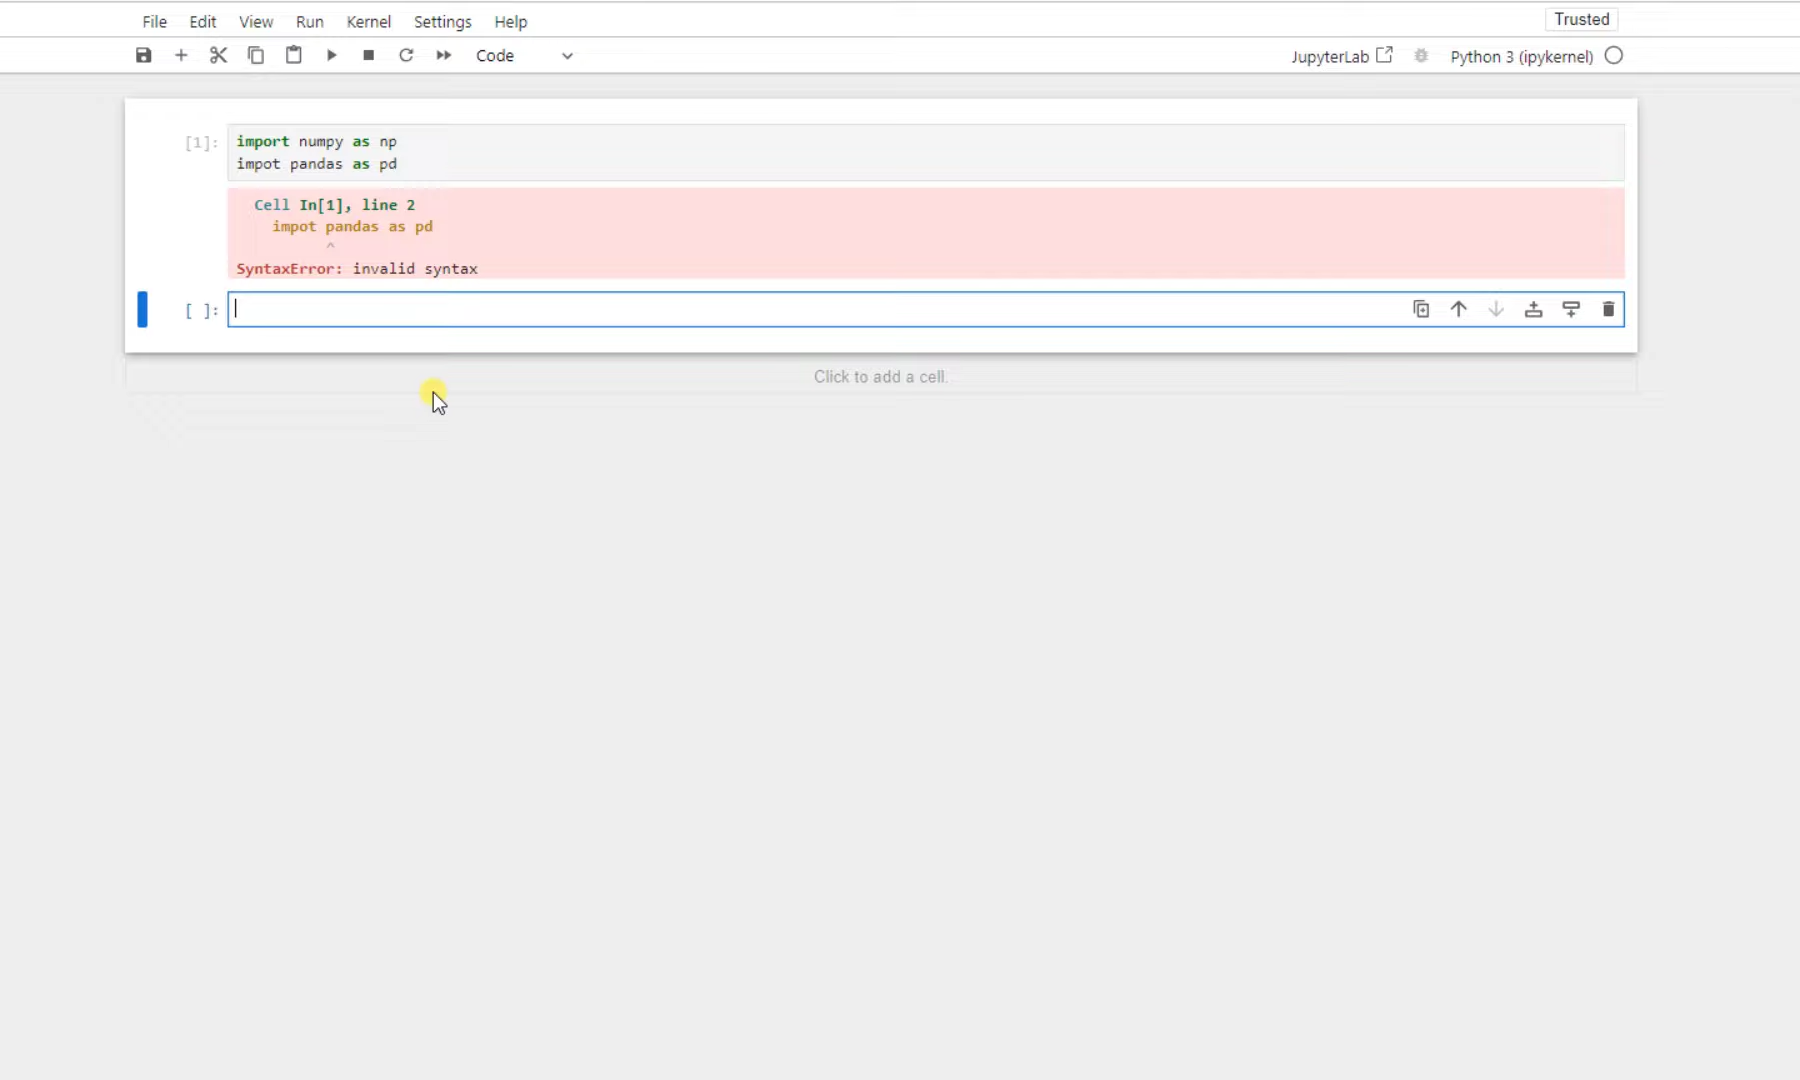 File Edit View Run Kernel Settings Help
Trusted
Code
JupyterLab
Python 3 (ipykernel)
[1]:
import numpy as np
impot pandas as pd
Cell In[1], line 2
impot pandas as pd
^
SyntaxError: invalid syntax
[ ]:
Click to add a cell.